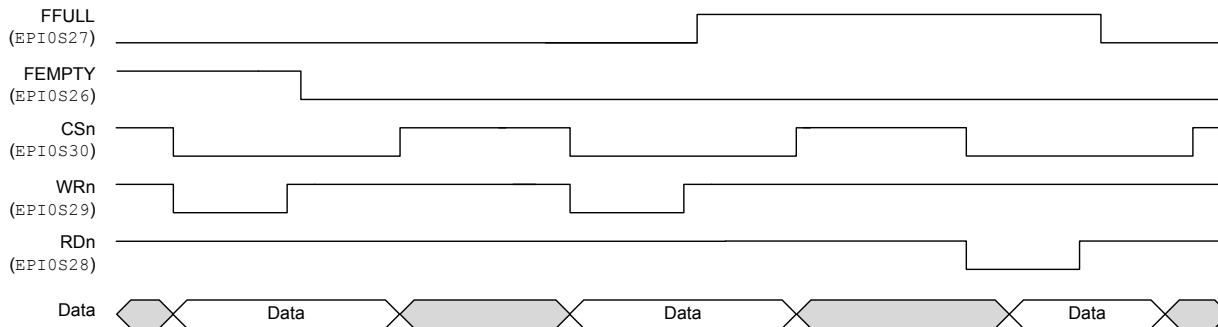 FFULL
(EPI0S27)
FEMPTY
(EPI0S26)
CSn
(EPI0S30)
WRn
(EPI0S29)
RDn
(EPI0S28)
Data
Data
Data
Data